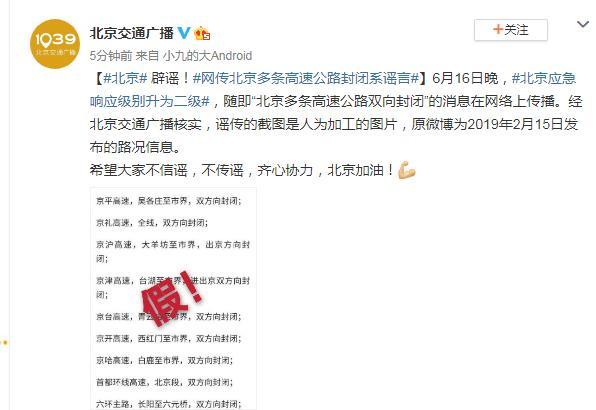 1039
北京交通广播
北京交通广播
+关注
5分钟前 来自 小九的大Android
【#北京# 辟谣！#网传北京多条高速公路封闭系谣言#】6月16日晚，#北京应急
响应级别升为二级#，随即“北京多条高速公路双向封闭”的消息在网络上传播。经
北京交通广播核实，谣传的截图是人为加工的图片，原微博为2019年2月15日发
布的路况信息。
希望大家不信谣，不传谣，齐心协力，北京加油！
京平高速，吴各庄至市界，双方向封闭；
京礼高速，全线，双方向封闭；
京沪高速，大羊坊至市界，出京方向封
闭；
京津高速，台湖至市界，进出京双方向封
闭；
假！
京台高速，青云店至市界，双方向封闭；
京开高速，西红门至市界，双方向封闭；
京哈高速，白鹿至市界，双方向封闭；
首都环线高速，北京段，双方向封闭；
六环主路，长阳至六元桥，双方向封闭；